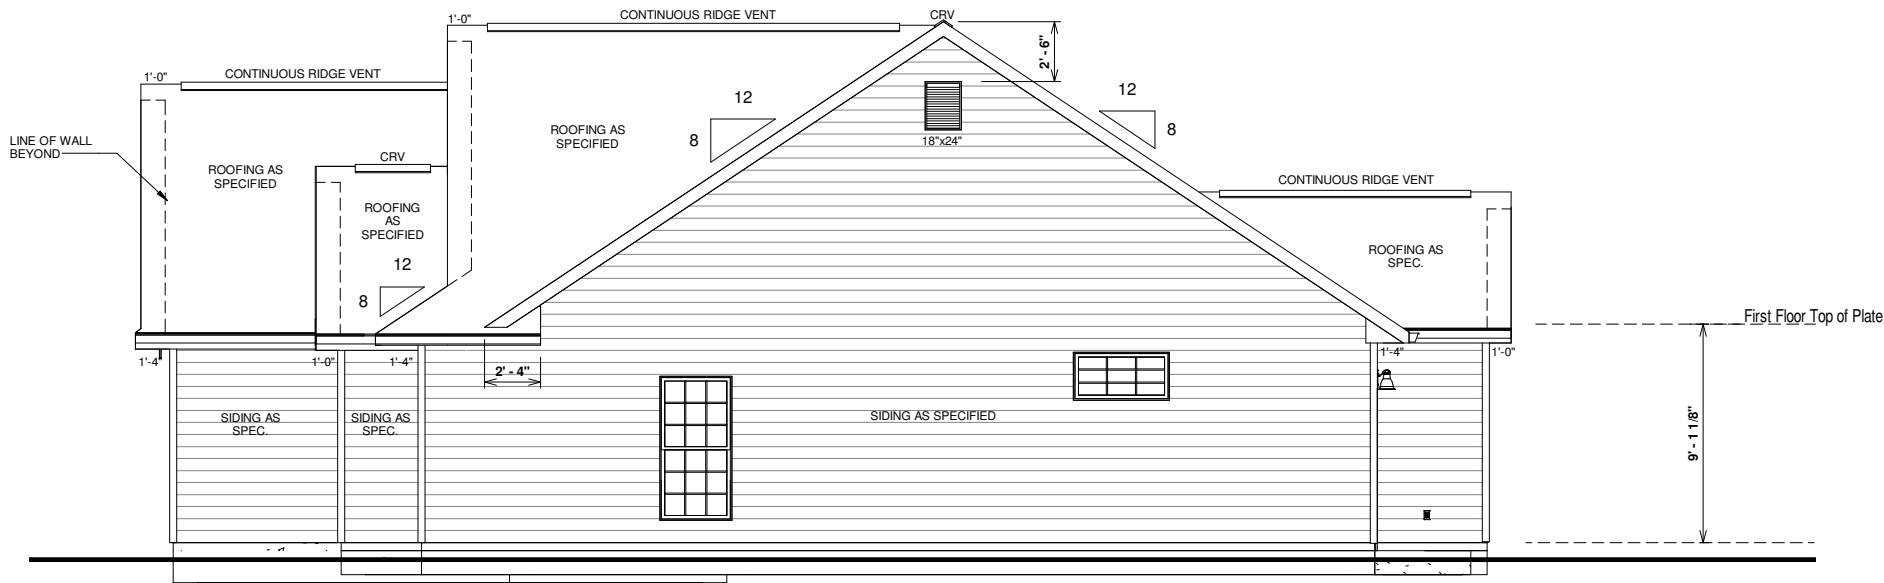 1'-0"
CONTINUOUS RIDGE VENT
CRV
2' - 6"
1'-0"
CONTINUOUS RIDGE VENT
12
8
12
8
LINE OF WALL
BEYOND
ROOFING AS
SPECIFIED
CRV
ROOFING AS
SPECIFIED
18"x24"
ROOFING
AS
SPECIFIED
12
8
CONTINUOUS RIDGE VENT
ROOFING AS
SPEC.
First Floor Top of Plate
1'-4"
1'-0"
1'-4"
2' - 4"
1'-4"
1'-0"
SIDING AS
SPEC.
SIDING AS
SPEC.
SIDING AS SPECIFIED
9' - 1 1/8"